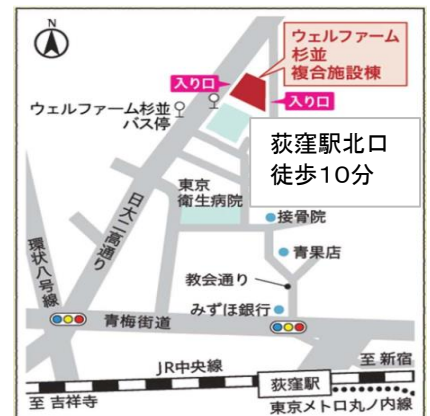 N
ウェルファーム
杉並
複合施設棟
入り口
入り口
ウェルファーム杉並
バス停
荻窪駅北口
徒歩10分
東京
衛生病院
接骨院
日大二高通り
青果店
環状八号線
教会通り
みずほ銀行
青梅街道
JR中央線
至 新宿
荻窪駅
至 吉祥寺
東京メトロ丸ノ内線